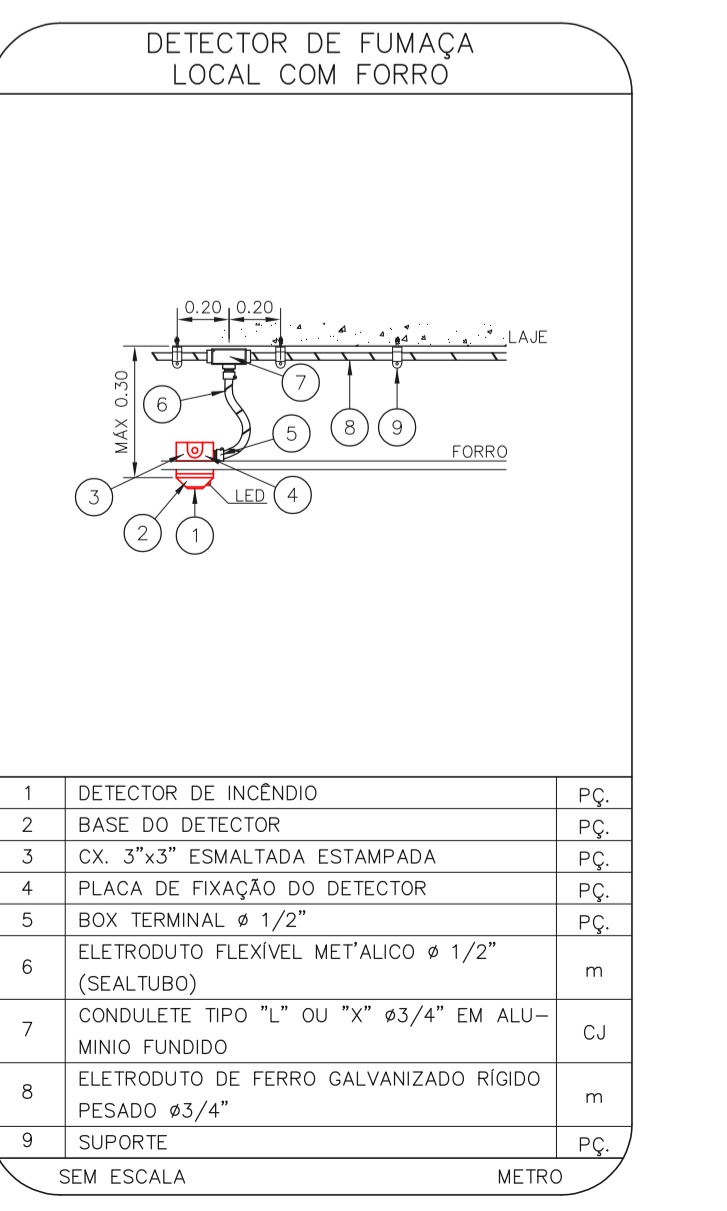 DETECTOR DE FUMAÇA
LOCAL COM FORRO
0.20 0.20
LAJE
MÁX 0.30
7
6
5
8
9
FORRO
3
LED
4
2
1
1 DETECTOR DE INCÊNDIO PÇ.
2 BASE DO DETECTOR PÇ.
3 CX. 3”x3” ESMALTADA ESTAMPADA PÇ.
4 PLACA DE FIXAÇÃO DO DETECTOR PÇ.
5 BOX TERMINAL ø 1/2” PÇ.
6 ELETRODUTO FLEXÍVEL MET’ALICO ø 1/2”
(SEALTUBO) m
7 CONDULETE TIPO ”L” OU ”X” ø3/4” EM ALU–
MINIO FUNDIDO CJ
8 ELETRODUTO DE FERRO GALVANIZADO RÍGIDO
PESADO ø3/4” m
9 SUPORTE PÇ.
SEM ESCALA METRO